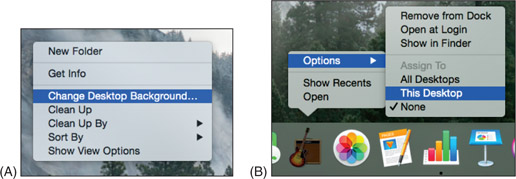 New Folder
Get Info
Change Desktop Background...
Clean Up
Clean Up By
Sort By
Show View Options
(A)
Options
Show Recents
Open
Remove from Dock
Open at Login
Show in Finder
Assign To
All Desktops
This Desktop
✓ None
(B)